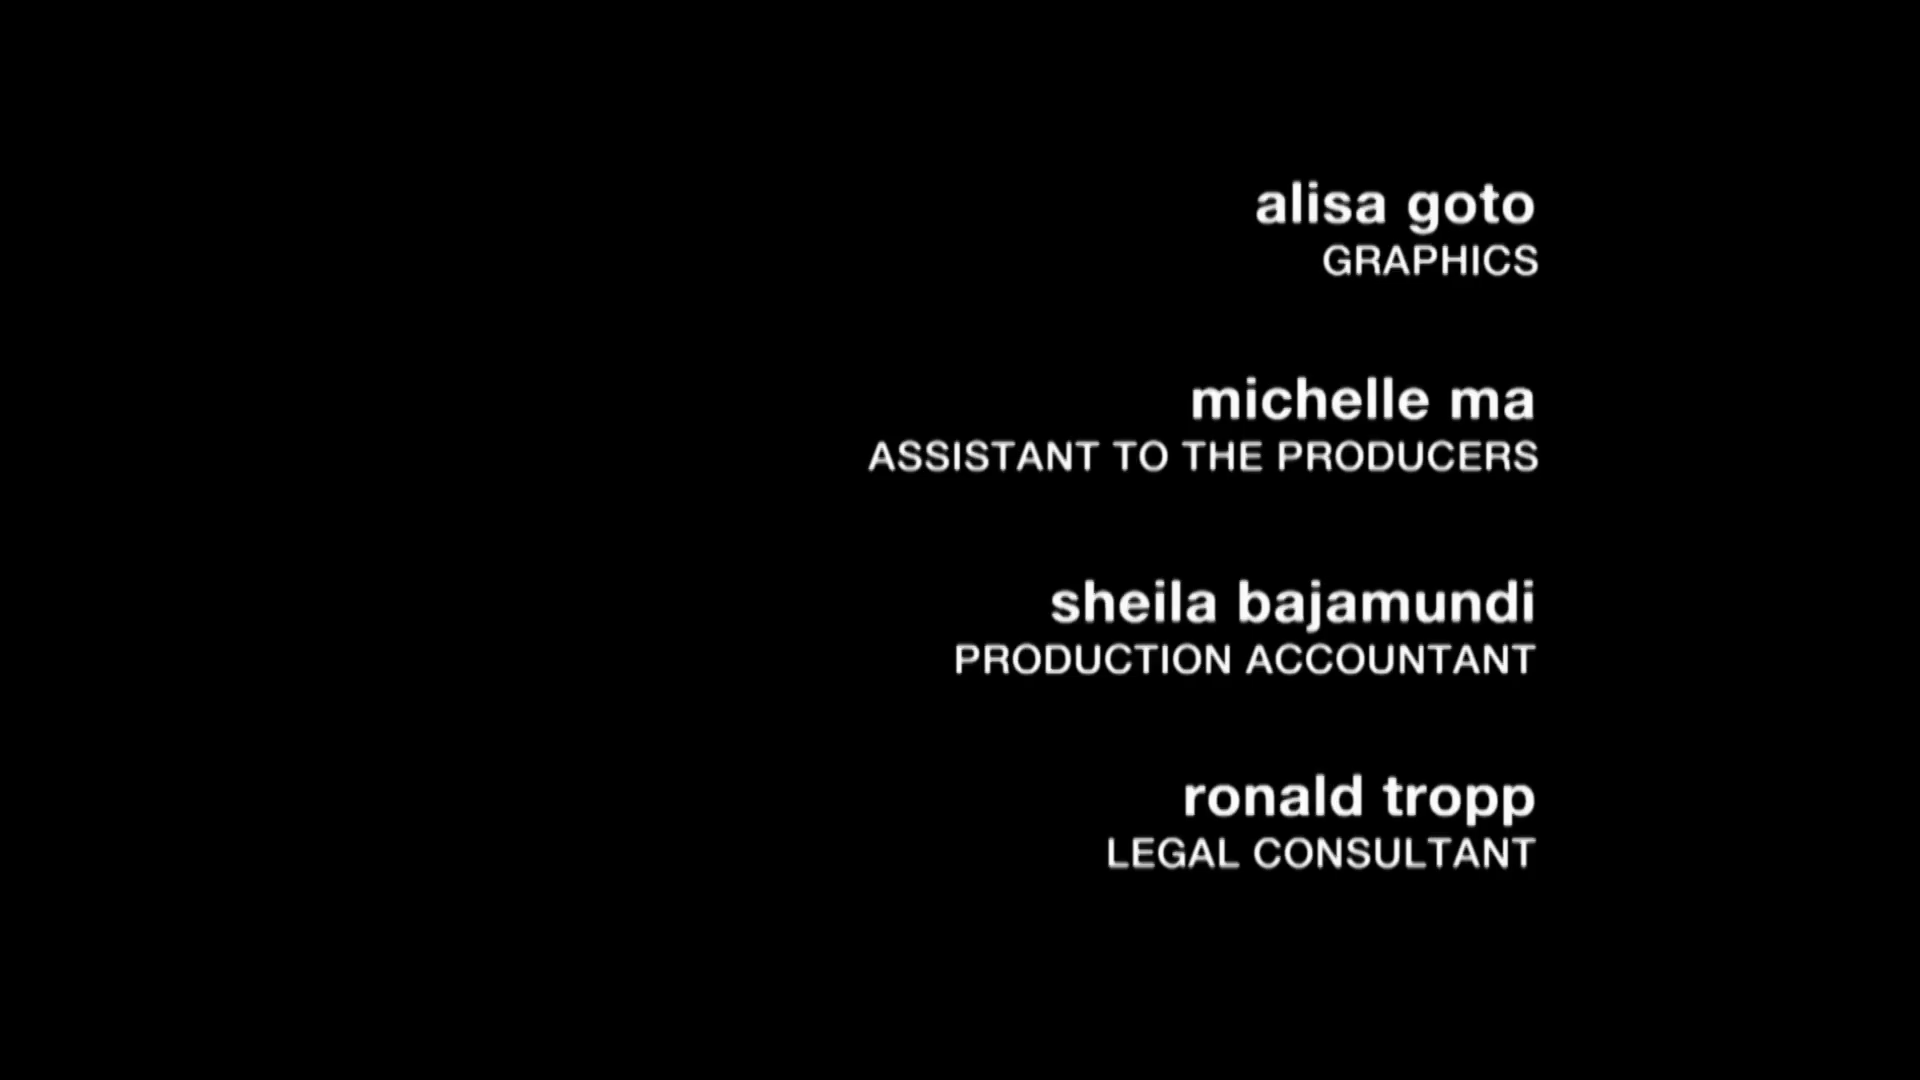 alisa goto
GRAPHICS
michelle ma
ASSISTANT TO THE PRODUCERS
sheila bajamundi
PRODUCTION ACCOUNTANT
ronald tropp
LEGAL CONSULTANT